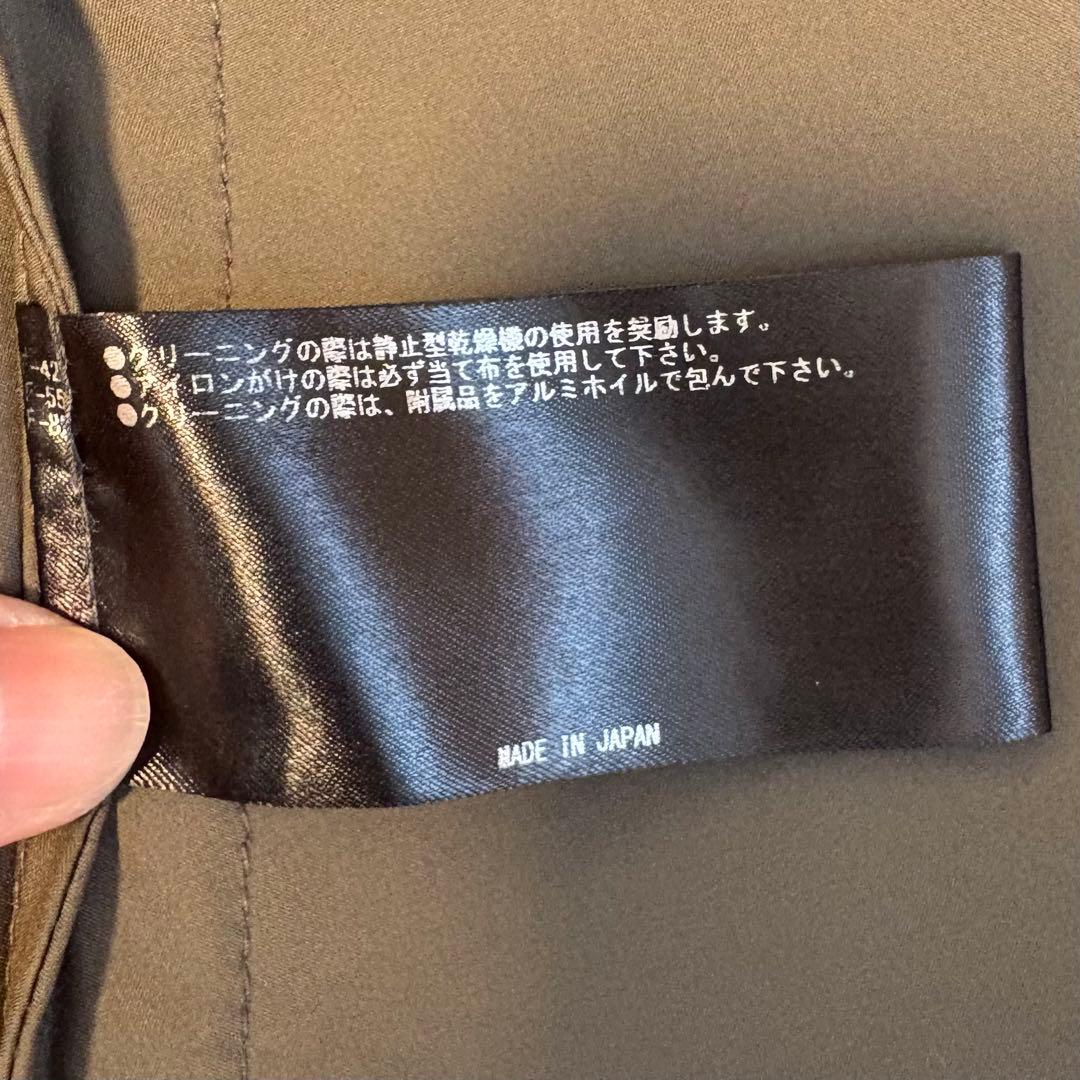 ●クリーニングの際は静止型乾燥機の使用を奨励します。
●アイロンがけの際は必ず当て布を使用して下さい。
●クリーニングの際は、附属品をアルミホイルで包んで下さい。
MADE IN JAPAN